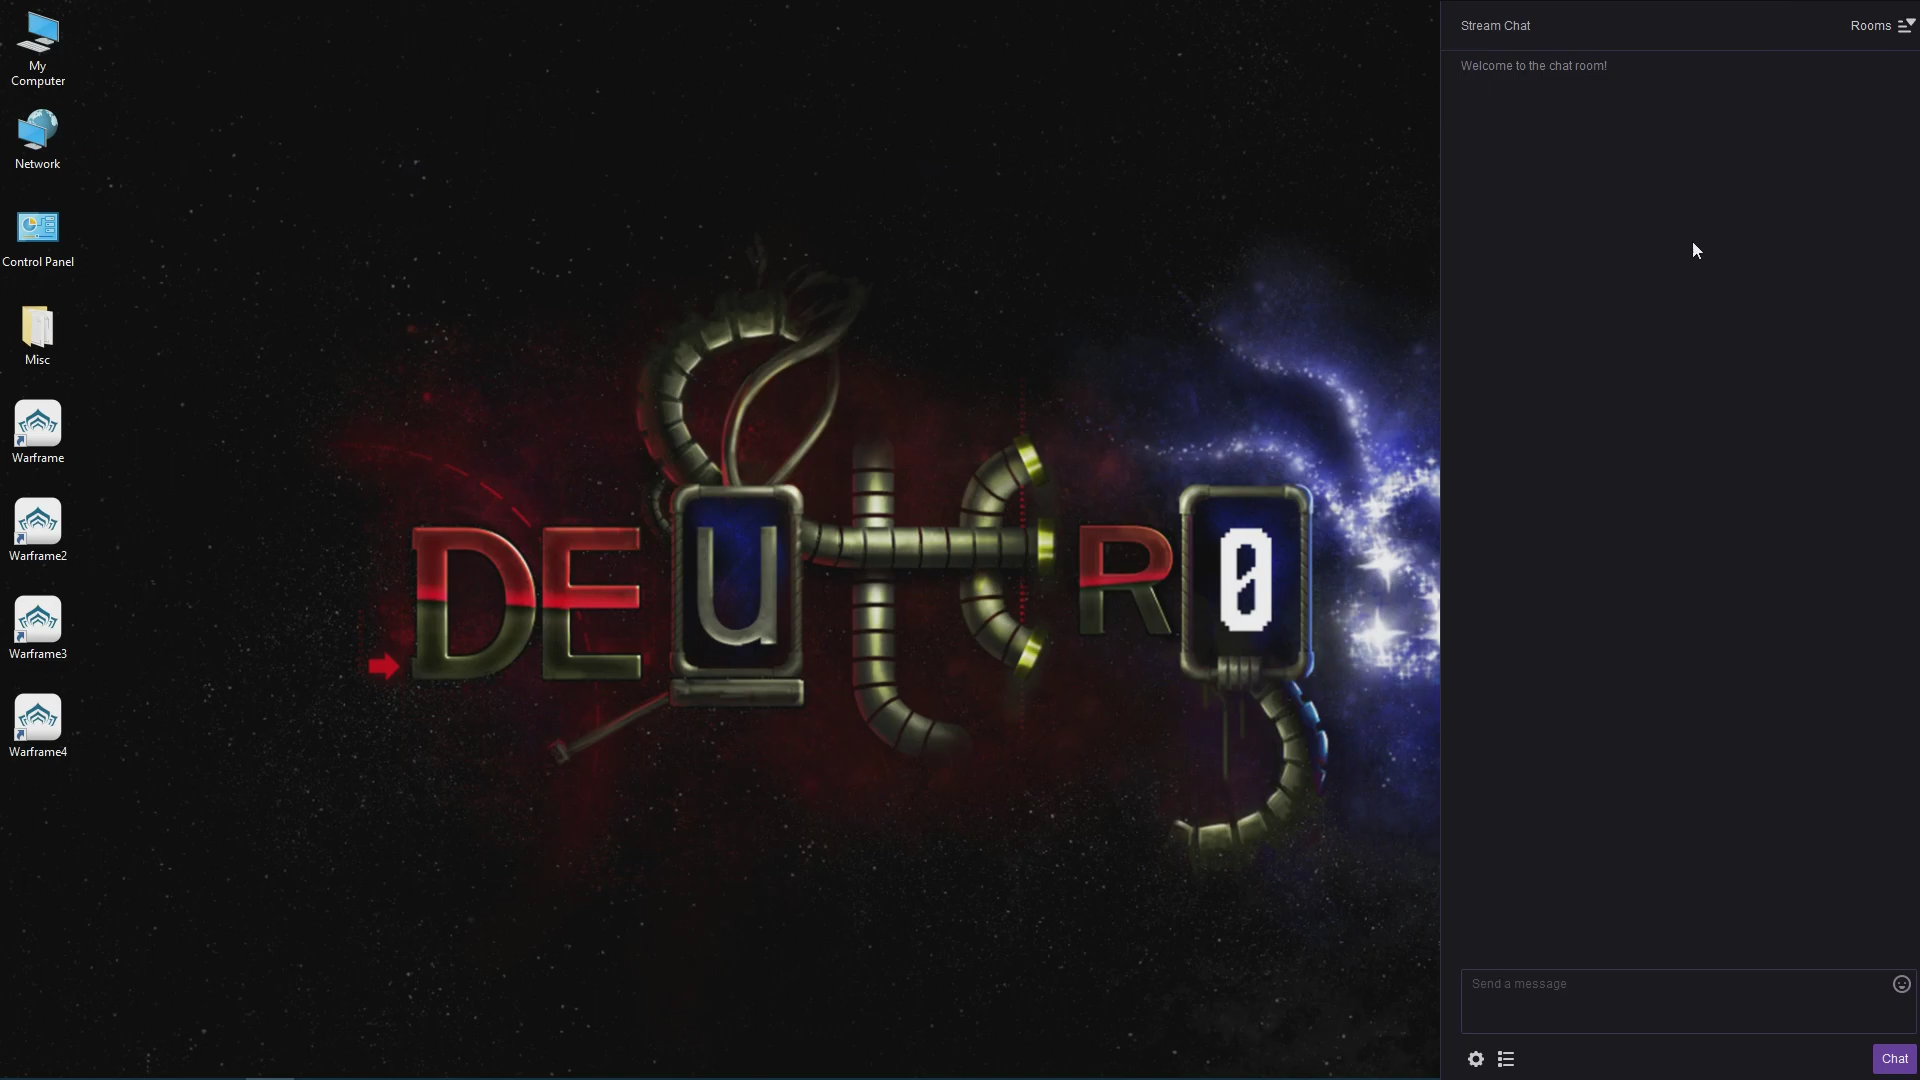 My
Computer
Network
Control Panel
Misc
Warframe
Warframe2
Warframe3
Warframe4
DEUtER0
Stream Chat
Rooms
Welcome to the chat room!
Send a message
Chat